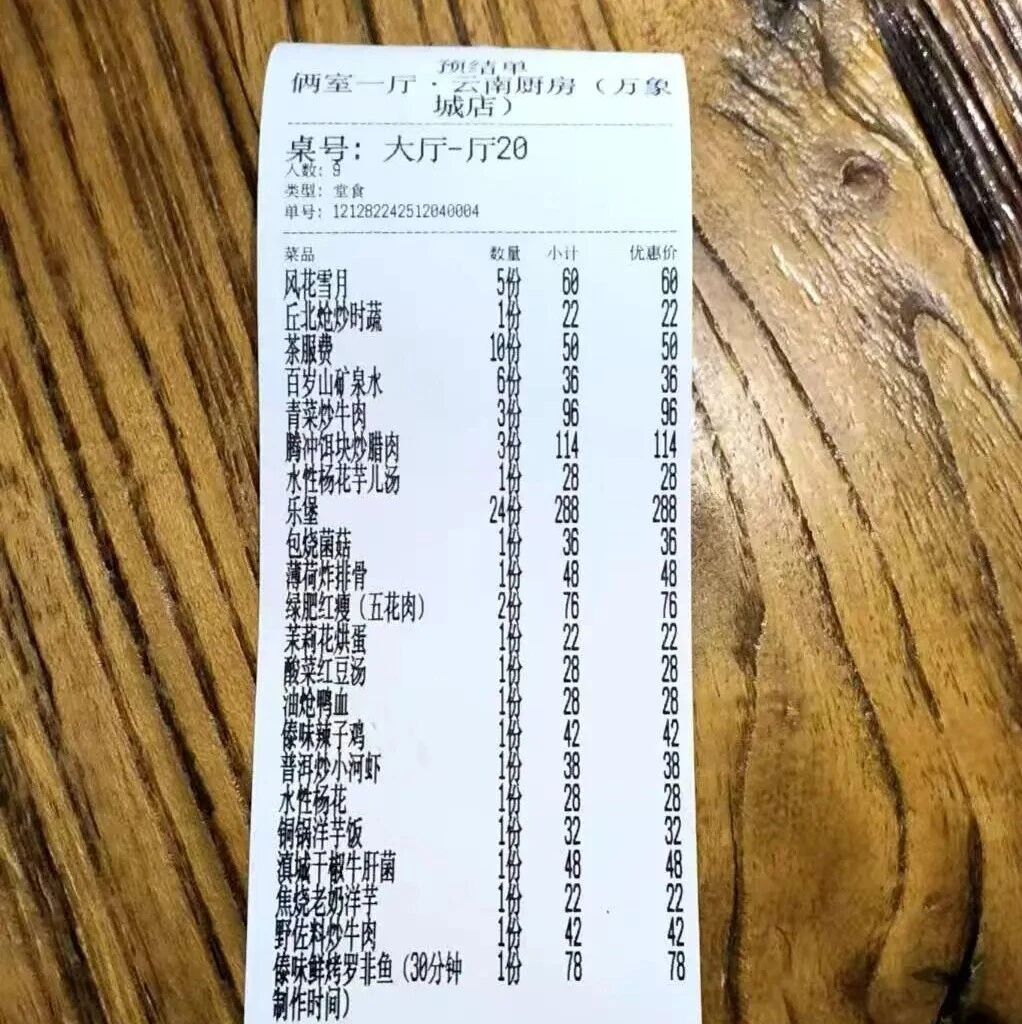 预结单
俩室一厅·云南厨房（万象
城店）
桌号: 大厅-厅20
人数: 9
类型: 堂食
单号: 121282242512040004
菜品 数量 小计 优惠价
风花雪月 5份 60 60
丘北炝炒时蔬 1份 22 22
茶服费 10份 50 50
百岁山矿泉水 6份 36 36
青菜炒牛肉 3份 96 96
腾冲饵块炒腊肉 3份 114 114
水性杨花芋儿汤 1份 28 28
乐堡 24份 288 288
包烧菌菇 1份 36 36
薄荷炸排骨 1份 48 48
绿肥红瘦（五花肉） 2份 76 76
茉莉花烘蛋 1份 22 22
酸菜红豆汤 1份 28 28
油炝鸭血 1份 28 28
傣味辣子鸡 1份 42 42
普洱炒小河虾 1份 38 38
水性杨花 1份 28 28
铜锅洋芋饭 1份 32 32
滇城干椒牛肝菌 1份 48 48
焦烧老奶洋芋 1份 22 22
野佐料炒牛肉 1份 42 42
傣味鲜烤罗非鱼（30分钟 1份 78 78
制作时间）